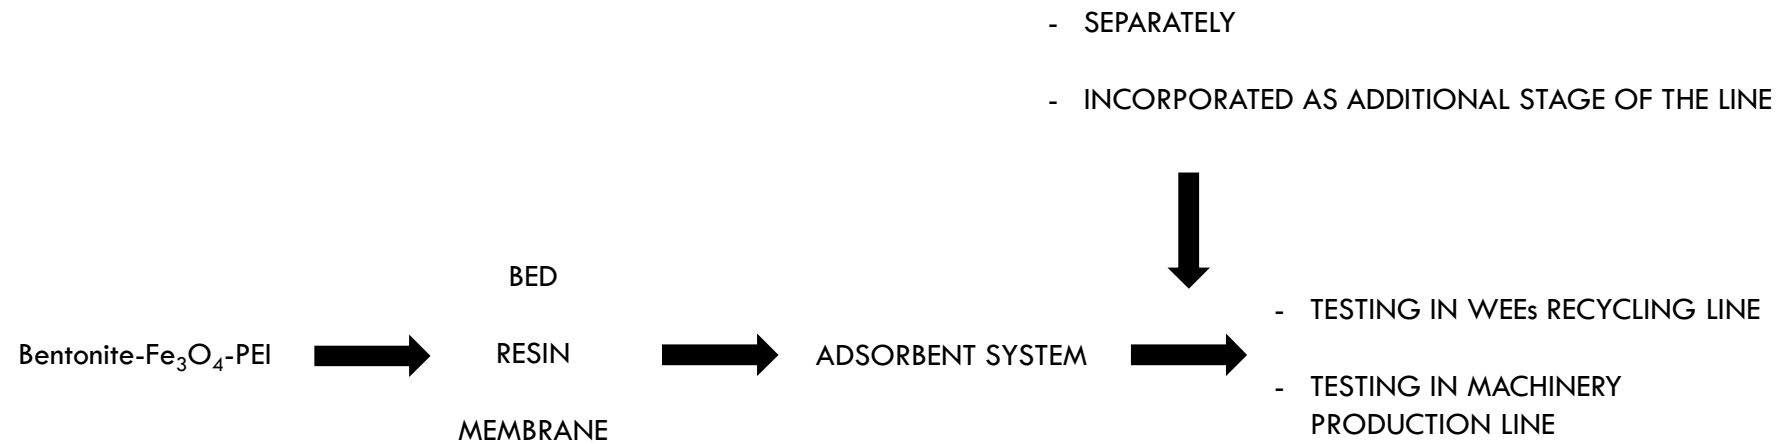 - SEPARATELY
- INCORPORATED AS ADDITIONAL STAGE OF THE LINE
Bentonite-Fe₃O₄-PEI
BED
RESIN
MEMBRANE
ADSORBENT SYSTEM
- TESTING IN WEEs RECYCLING LINE
- TESTING IN MACHINERY
PRODUCTION LINE